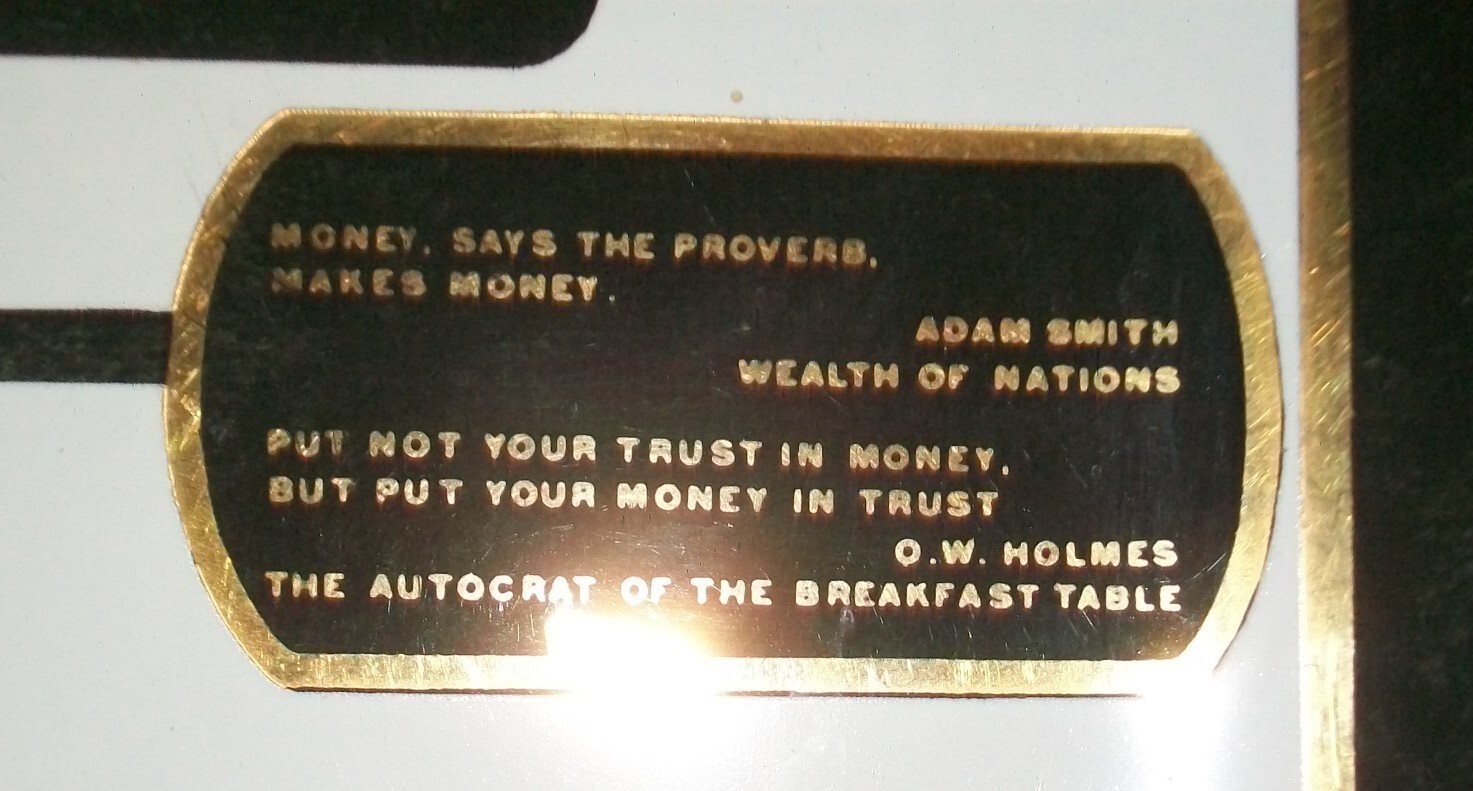 MONEY, SAYS THE PROVERB,
MAKES MONEY.
ADAM SMITH
WEALTH OF NATIONS
PUT NOT YOUR TRUST IN MONEY,
BUT PUT YOUR MONEY IN TRUST
O.W. HOLMES
THE AUTOCRAT OF THE BREAKFAST TABLE